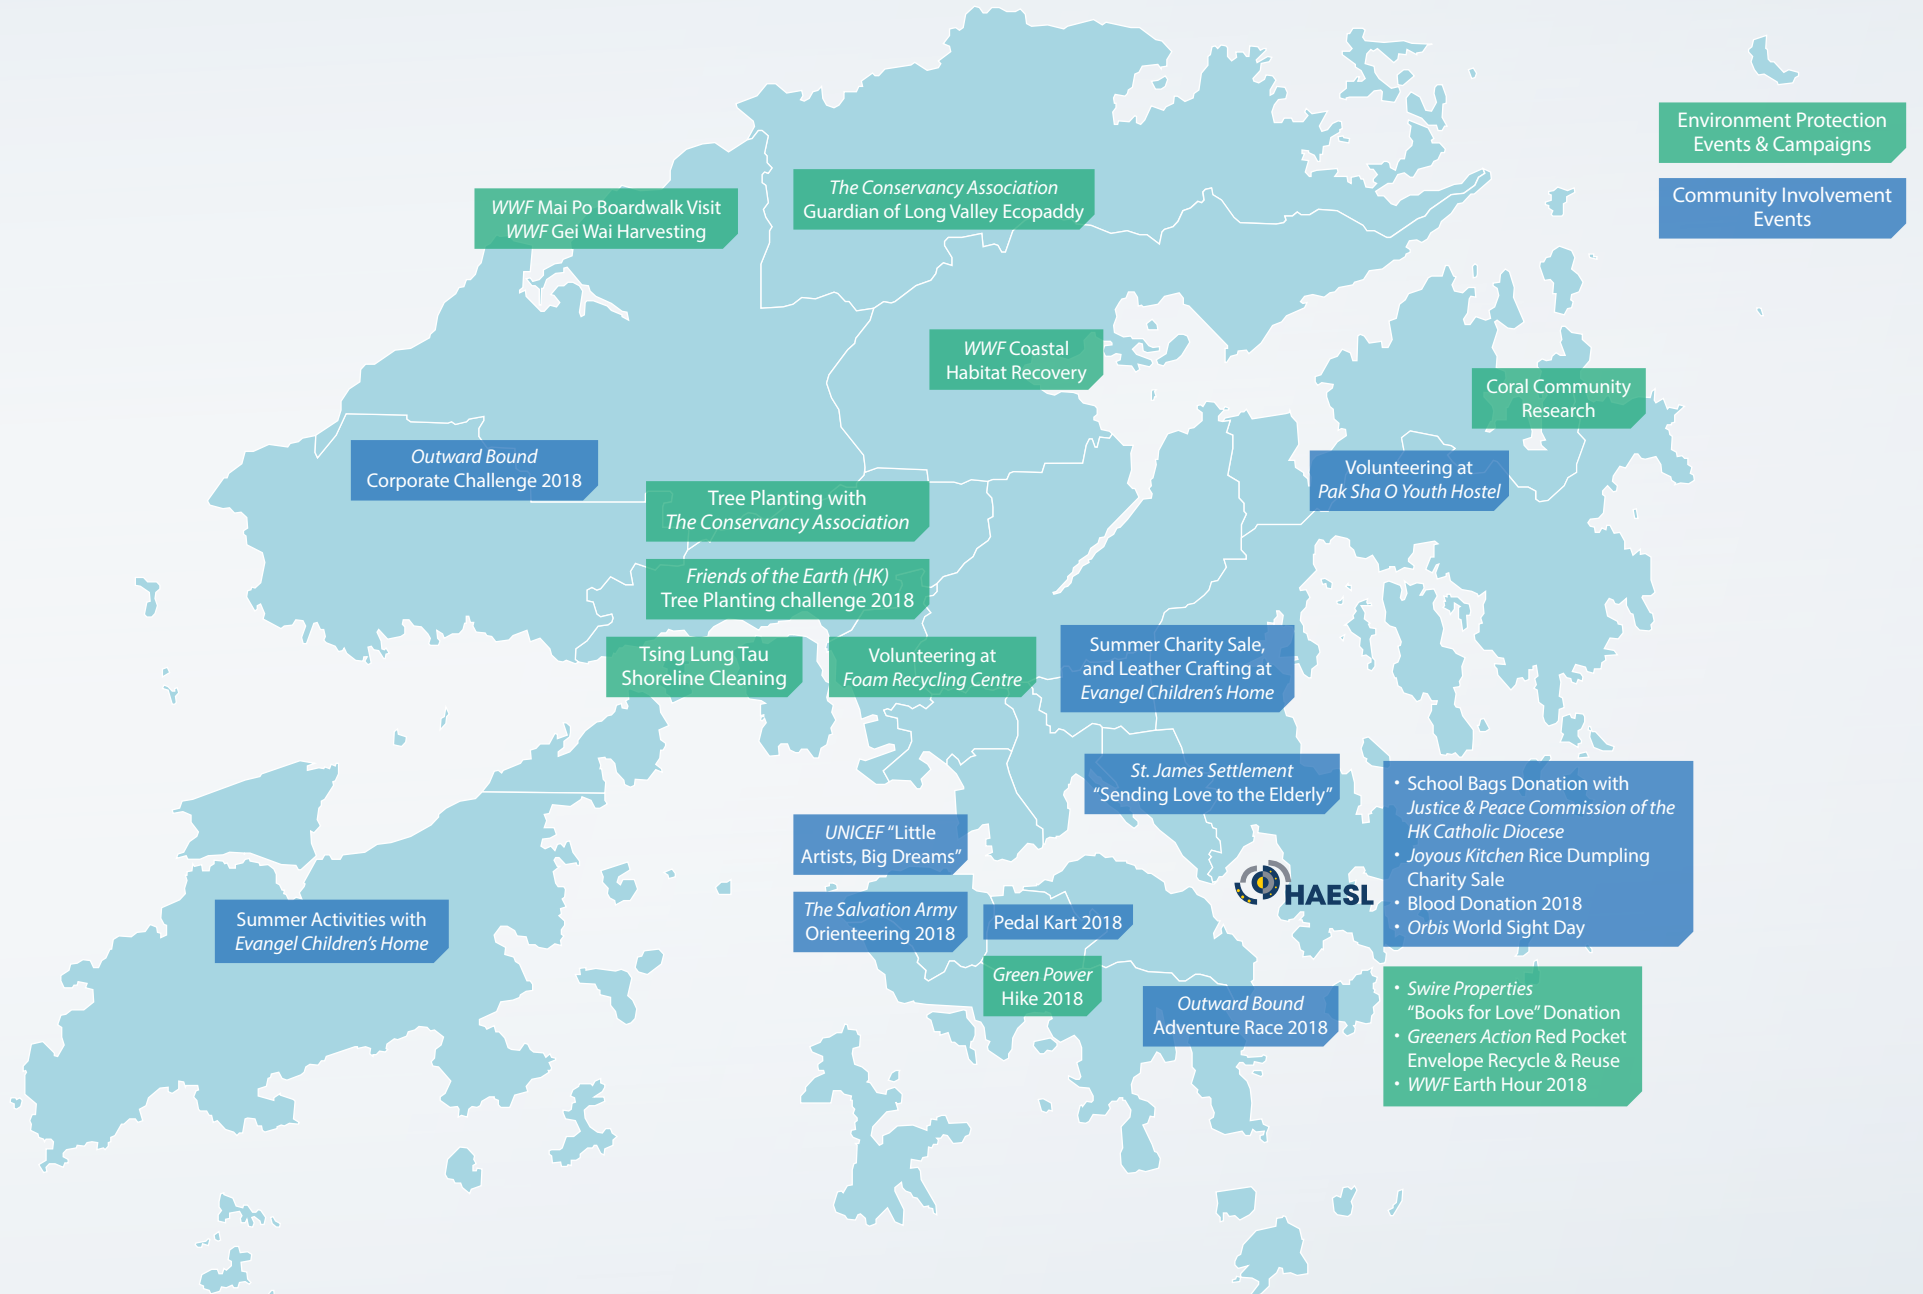 Environment Protection
Events & Campaigns
Community Involvement
Events
WWF Mai Po Boardwalk Visit
WWF Gei Wai Harvesting
The Conservancy Association
Guardian of Long Valley Ecopaddy
WWF Coastal
Habitat Recovery
Coral Community
Research
Outward Bound
Corporate Challenge 2018
Volunteering at
Pak Sha O Youth Hostel
Tree Planting with
The Conservancy Association
Friends of the Earth (HK)
Tree Planting challenge 2018
Tsing Lung Tau
Shoreline Cleaning
Volunteering at
Foam Recycling Centre
Summer Charity Sale,
and Leather Crafting at
Evangel Children’s Home
St. James Settlement
“Sending Love to the Elderly”
• School Bags Donation with
Justice & Peace Commission of the
HK Catholic Diocese
• Joyous Kitchen Rice Dumpling
Charity Sale
• Blood Donation 2018
• Orbis World Sight Day
UNICEF “Little
Artists, Big Dreams”
HAESL
The Salvation Army
Orienteering 2018
Pedal Kart 2018
Summer Activities with
Evangel Children’s Home
Green Power
Hike 2018
Outward Bound
Adventure Race 2018
• Swire Properties
“Books for Love” Donation
• Greeners Action Red Pocket
Envelope Recycle & Reuse
• WWF Earth Hour 2018